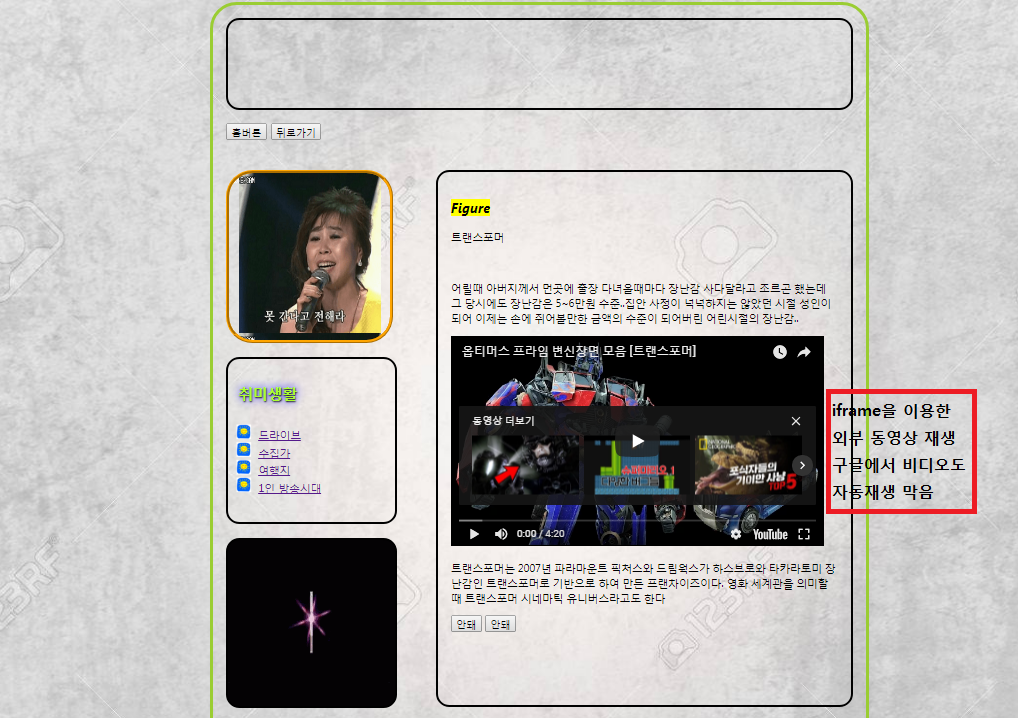 홈버튼 뒤로가기
못 간다고 전해라
Figure
트랜스포머
어릴때 아버지께서 먼곳에 출장 다녀올때마다 장난감 사다달라고 조르곤 했는데
그 당시에도 장난감은 5~6만원 수준..집안 사정이 넉넉하지는 않았던 시절 성인이
되어 이제는 손에 쥐어볼만한 금액의 수준이 되어버린 어린시절의 장난감..
취미생활
드라이브
수집가
여행지
1인 방송시대
옵티머스 프라임 변신장면 모음 [트랜스포머]
동영상 더보기
NATIONAL GEOGRAPHIC
슈퍼마리오 1
포식자들의
기이한 사냥
TOP 5
0:00 / 4:20
YouTube
iframe을 이용한
외부 동영상 재생
구글에서 비디오도
자동재생 막음
트랜스포머는 2007년 파라마운트 픽처스와 드림웍스가 하스브로와 타카라토미 장
난감인 트랜스포머로 기반으로 하여 만든 프랜차이즈이다. 영화 세계관을 의미할
때 트랜스포머 시네마틱 유니버스라고도 한다
안돼 안돼
123RF